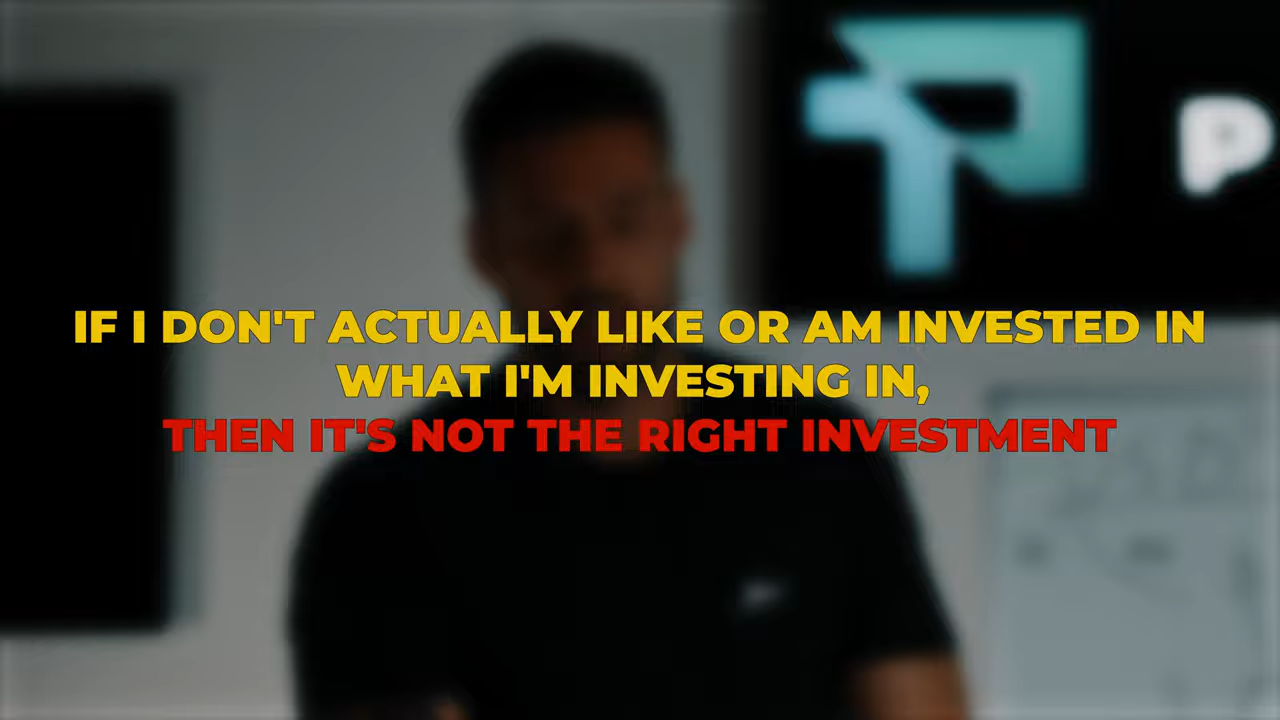 P
IF I DON'T ACTUALLY LIKE OR AM INVESTED IN
WHAT I'M INVESTING IN,
THEN IT'S NOT THE RIGHT INVESTMENT